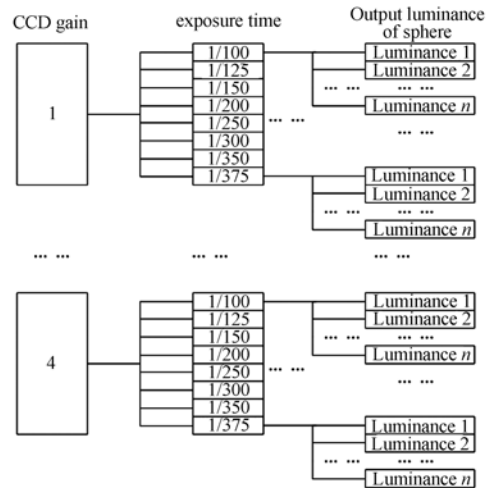 CCD gain
exposure time
Output luminance
of sphere
1
1/100
1/125
1/150
1/200
1/250
1/300
1/350
1/375
... ...
Luminance 1
Luminance 2
... ... ... ...
Luminance n
... ...
Luminance 1
Luminance 2
... ... ... ...
Luminance n
... ... ... ... ... ...
4
1/100
1/125
1/150
1/200
1/250
1/300
1/350
1/375
... ...
Luminance 1
Luminance 2
... ... ... ...
Luminance n
... ...
Luminance 1
Luminance 2
... ... ... ...
Luminance n